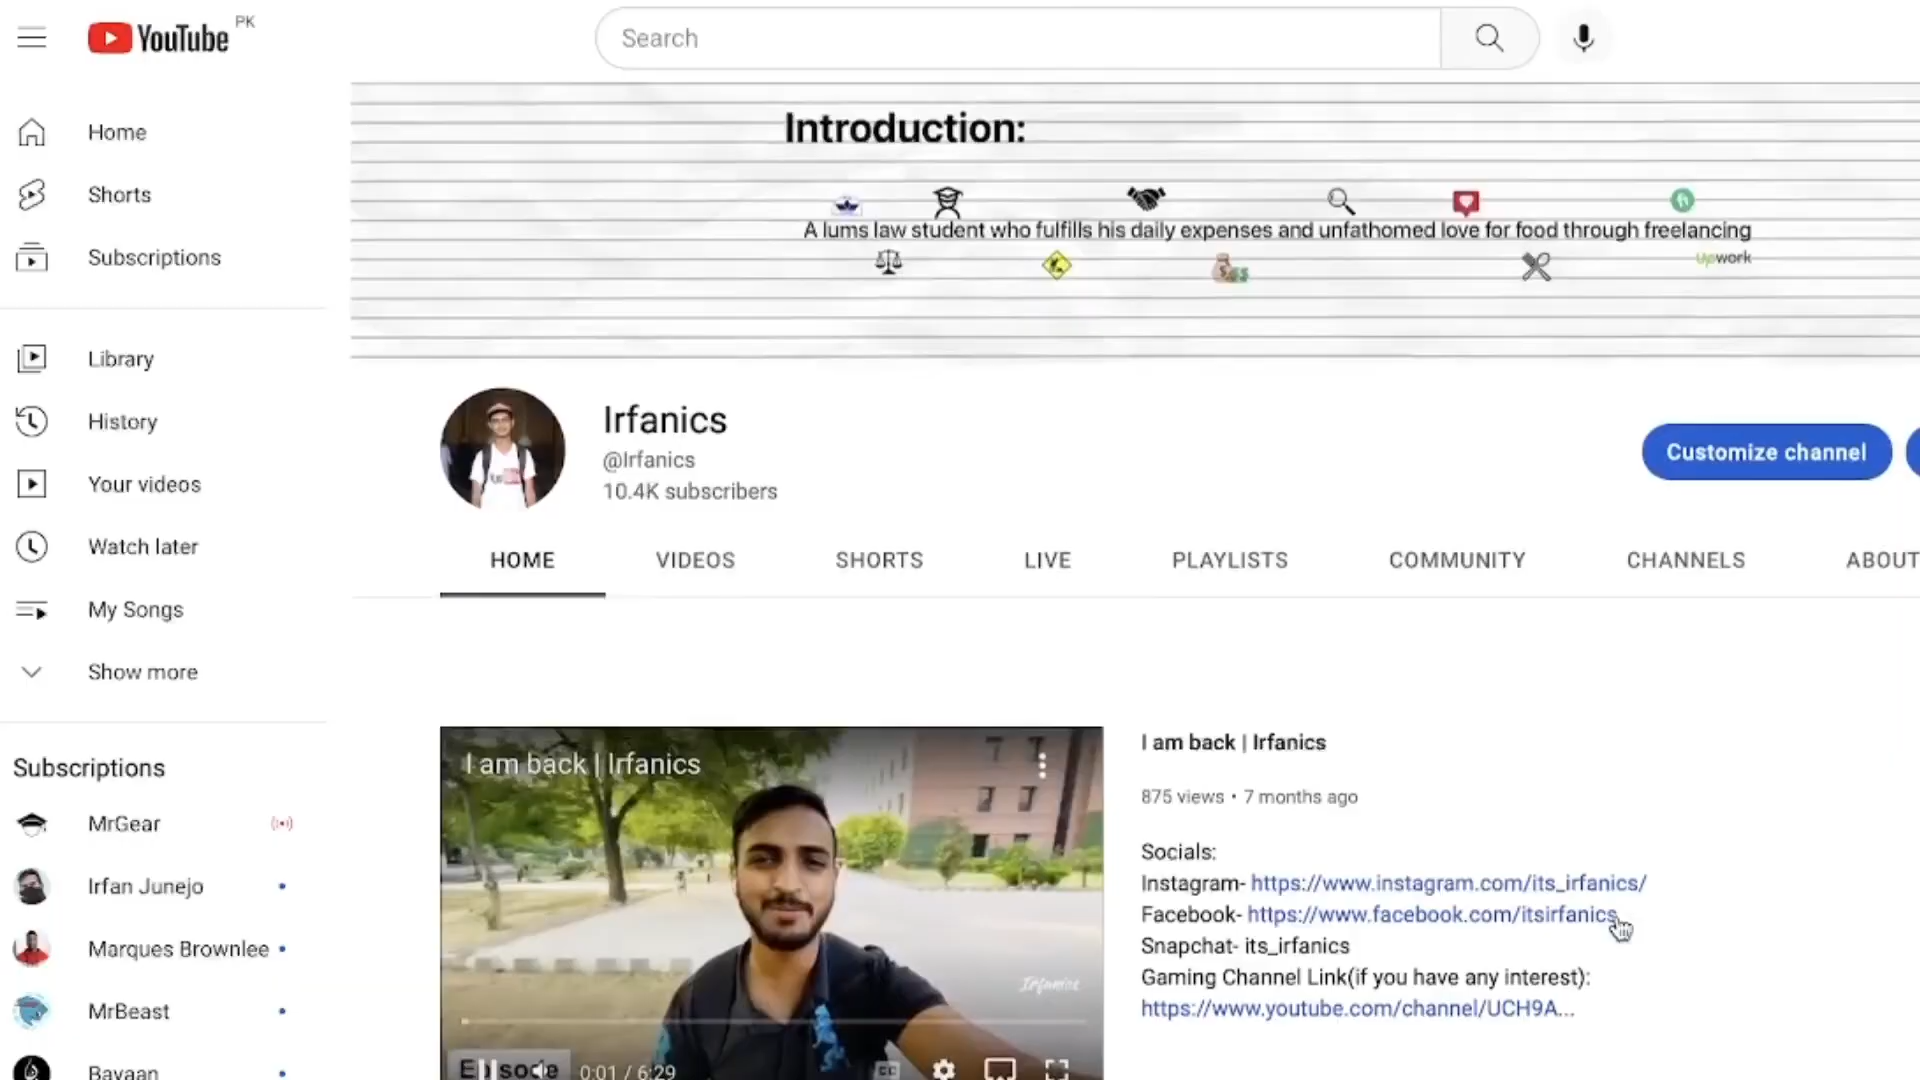 YouTube PK
Search
Home
Shorts
Subscriptions
Library
History
Your videos
Watch later
My Songs
Show more
Subscriptions
MrGear
Irfan Junejo
Marques Brownlee
MrBeast
Bayaan
Introduction:
A lums law student who fulfills his daily expenses and unfathomed love for food through freelancing
upwork
Irfanics
@Irfanics
10.4K subscribers
Customize channel
HOME
VIDEOS
SHORTS
LIVE
PLAYLISTS
COMMUNITY
CHANNELS
ABOUT
I am back | Irfanics
Irfanics
Episode
0:01 / 6:29
CC
I am back | Irfanics
875 views • 7 months ago
Socials:
Instagram- https://www.instagram.com/its_irfanics/
Facebook- https://www.facebook.com/itsirfanics
Snapchat- its_irfanics
Gaming Channel Link(if you have any interest):
https://www.youtube.com/channel/UCH9A...